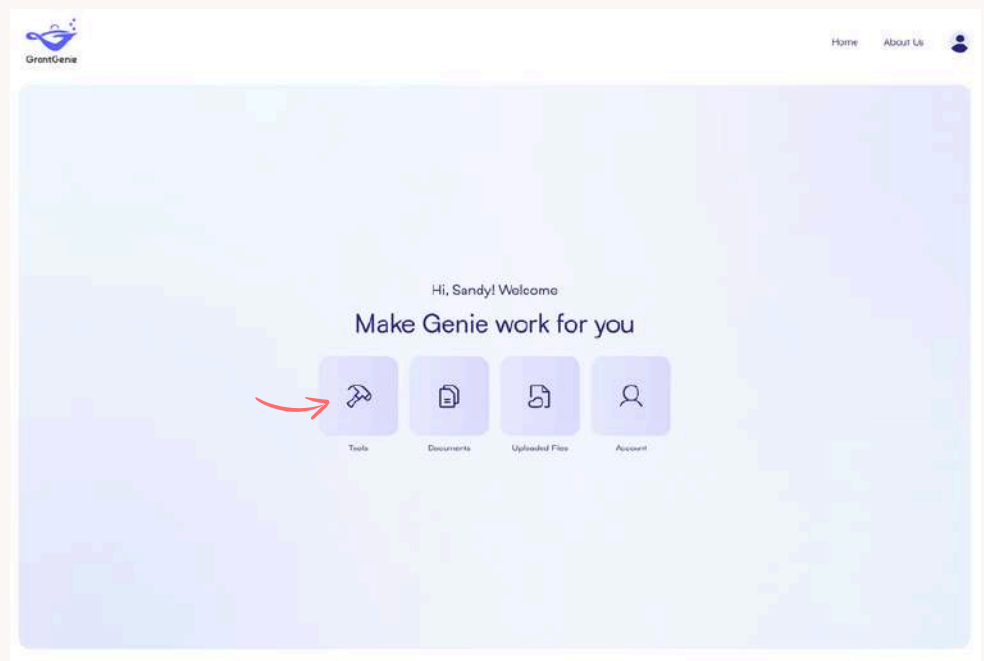 GrantGenie
Home About Us
Hi, Sandy! Welcome
Make Genie work for you
Tools Documents Uploaded Files Account